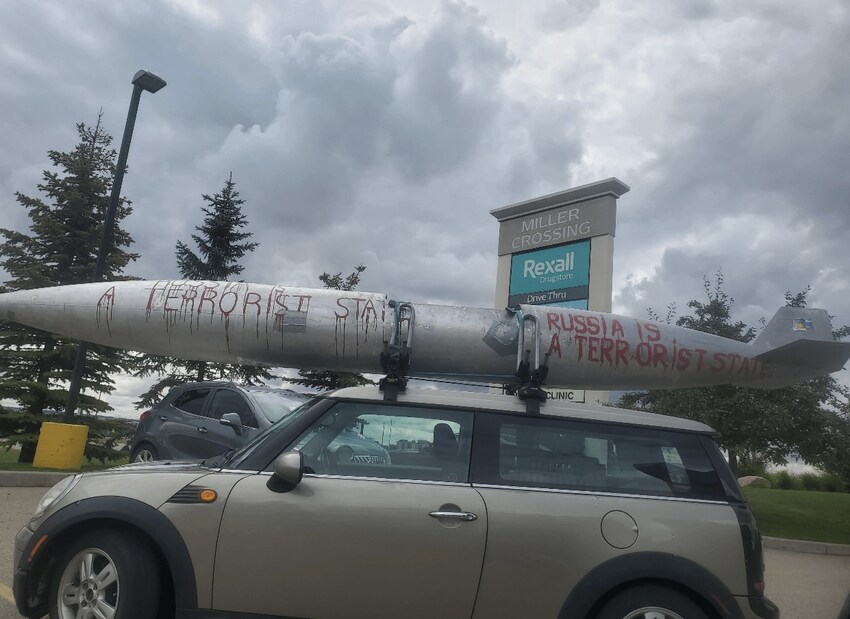 MILLER
CROSSING
Rexall
Drugstore
Drive Thru
A TERRORIST STA
RUSSIA IS
A TERRORIST STATE
CLINIC